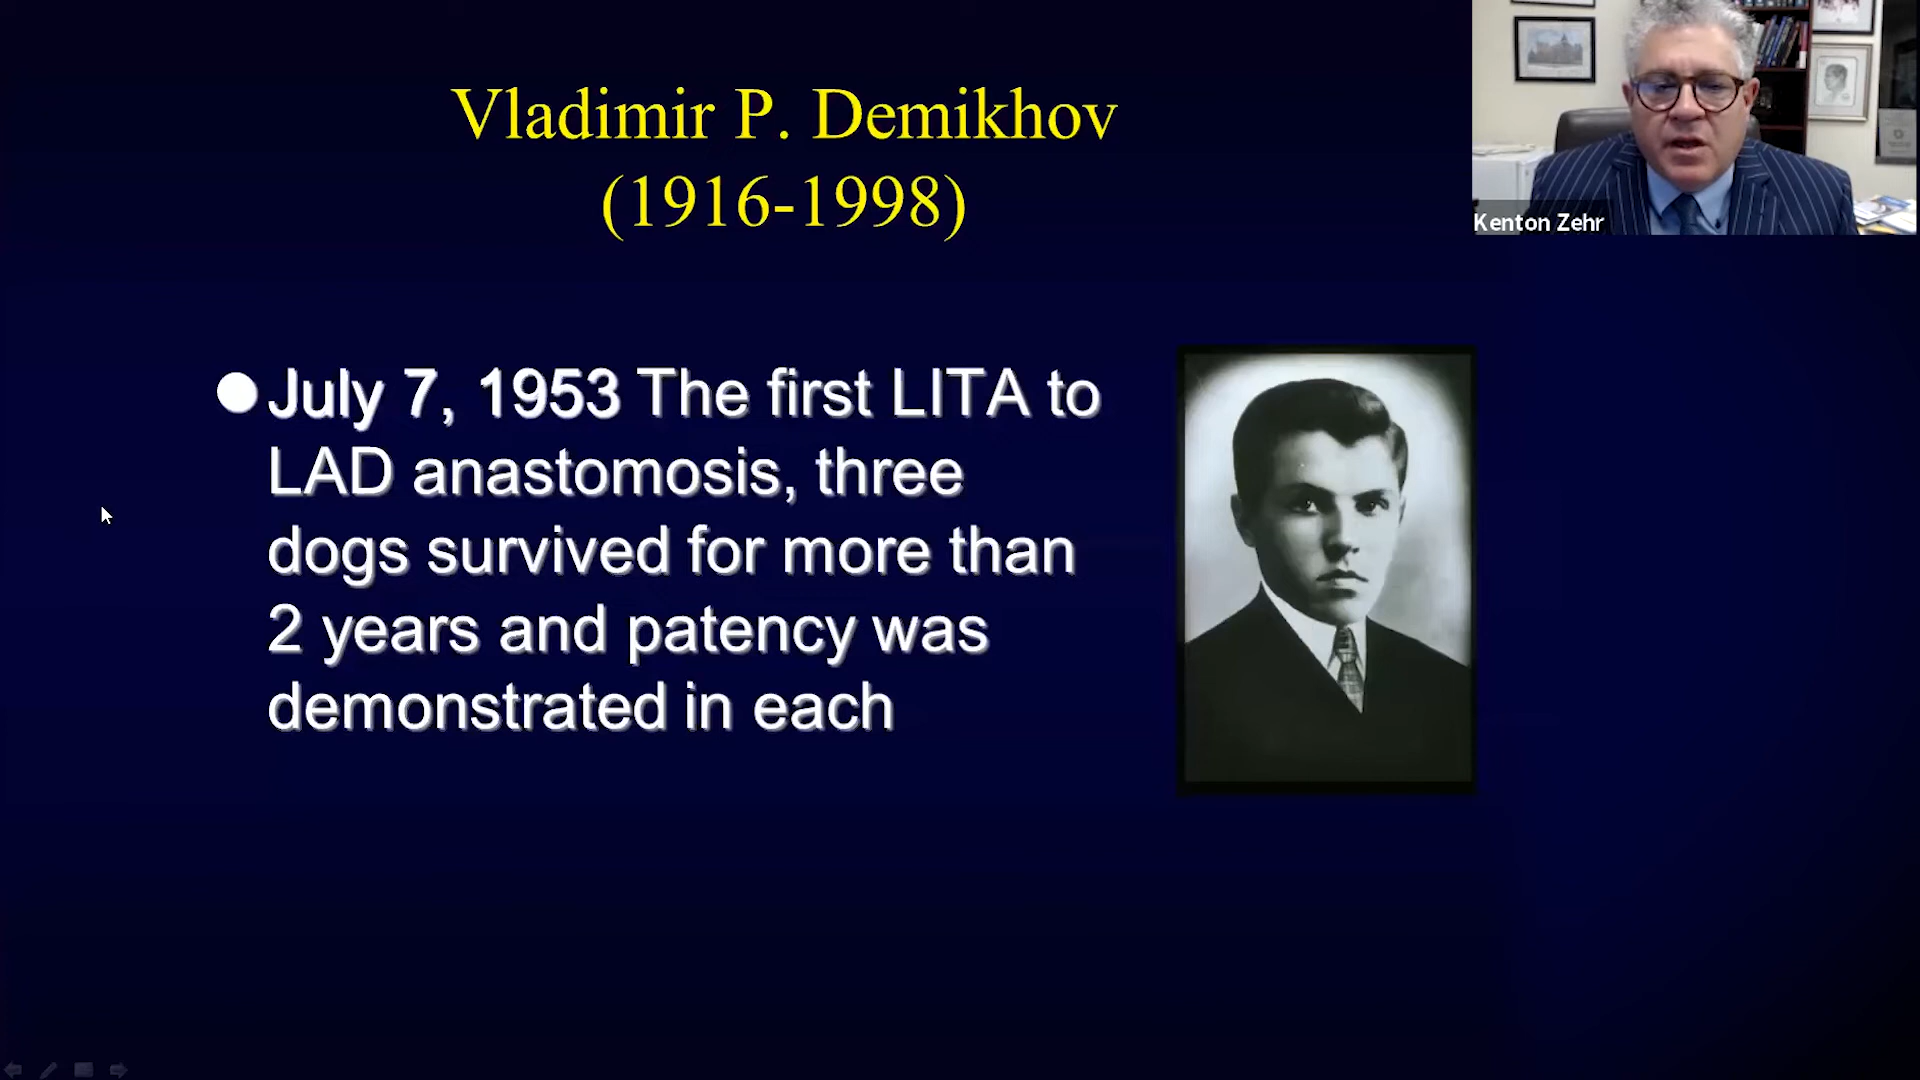 Vladimir P. Demikhov
(1916-1998)
Kenton Zehr
July 7, 1953 The first LITA to
LAD anastomosis, three
dogs survived for more than
2 years and patency was
demonstrated in each